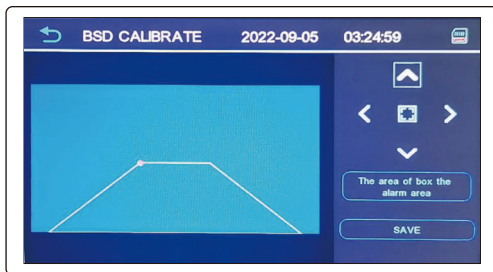 BSD CALIBRATE 2022-09-05 03:24:59
The area of box the
alarm area
SAVE